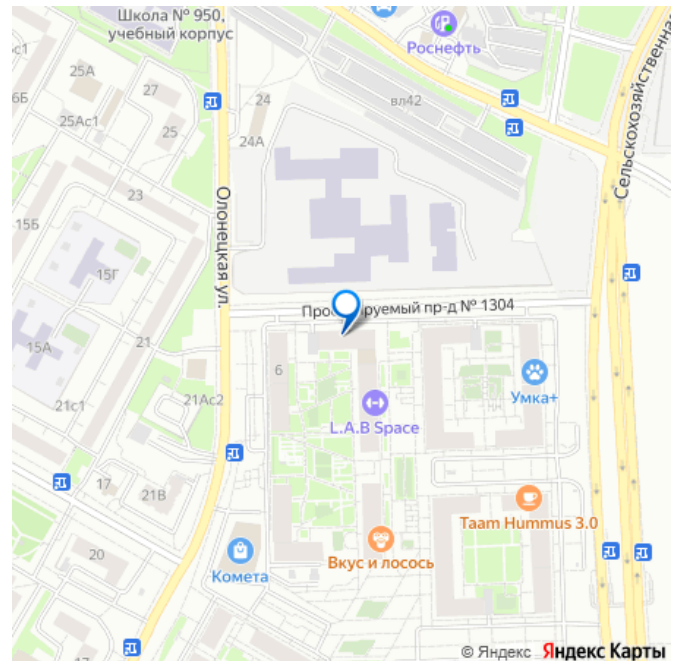 Школа № 950,
учебный корпус
Роснефть
25А
27
24
вл42
6Б
25Ас1
25
24А
Сельскохозяйственная
23
15Б
Олонецкая ул.
15Г
Проектируемый пр-д № 1304
15А
21
6
21с1
21Ас2
Умка+
L.A.B Space
17
21В
Taam Hummus 3.0
20
Комета
Вкус и лосось
© Яндекс Яндекс Карты